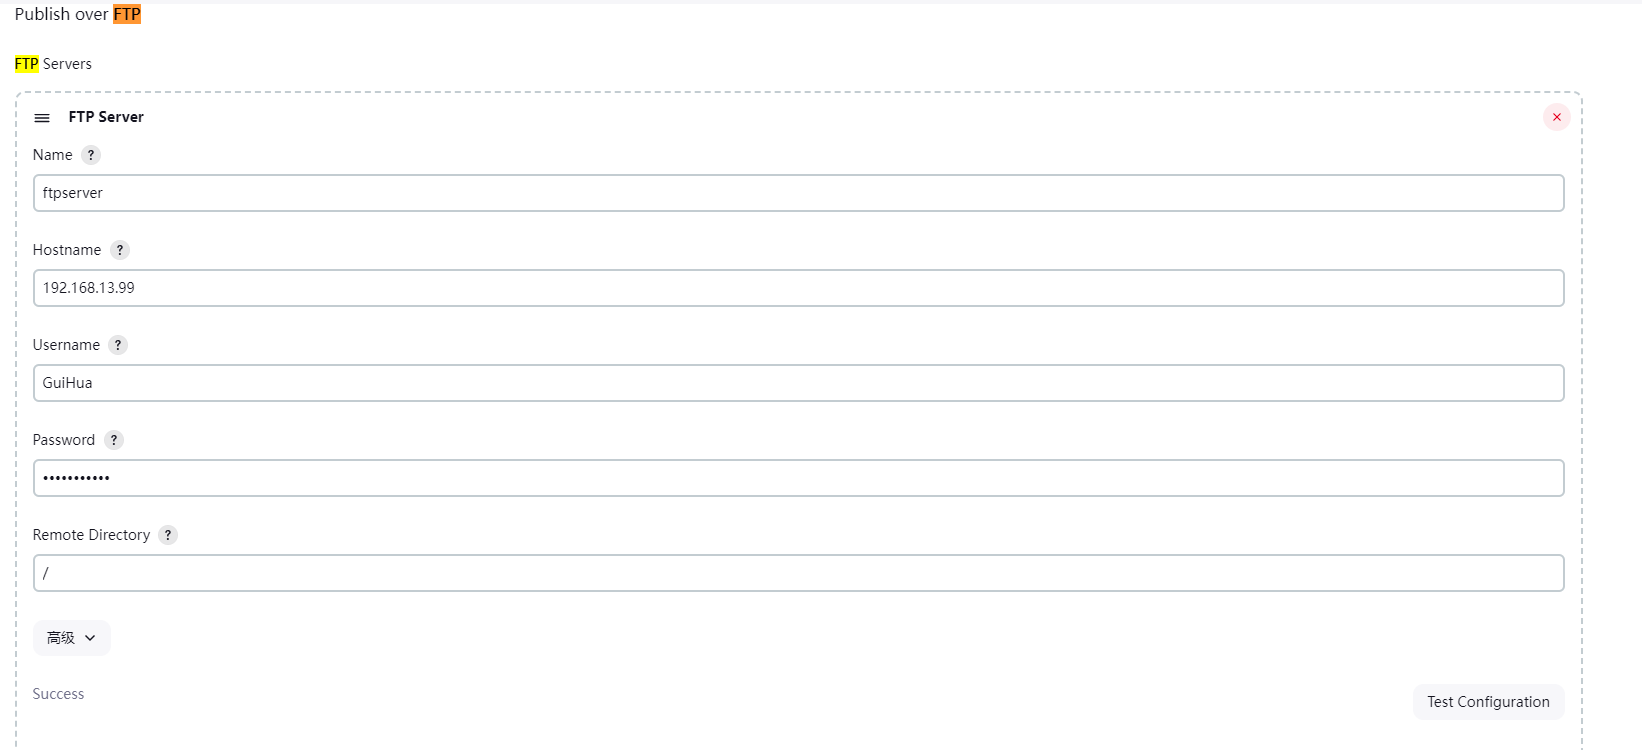 Publish over FTP
FTP Servers
FTP Server
Name ?
ftpserver
Hostname ?
192.168.13.99
Username ?
GuiHua
Password ?
•••••••••••
Remote Directory ?
/
高级
Success
Test Configuration